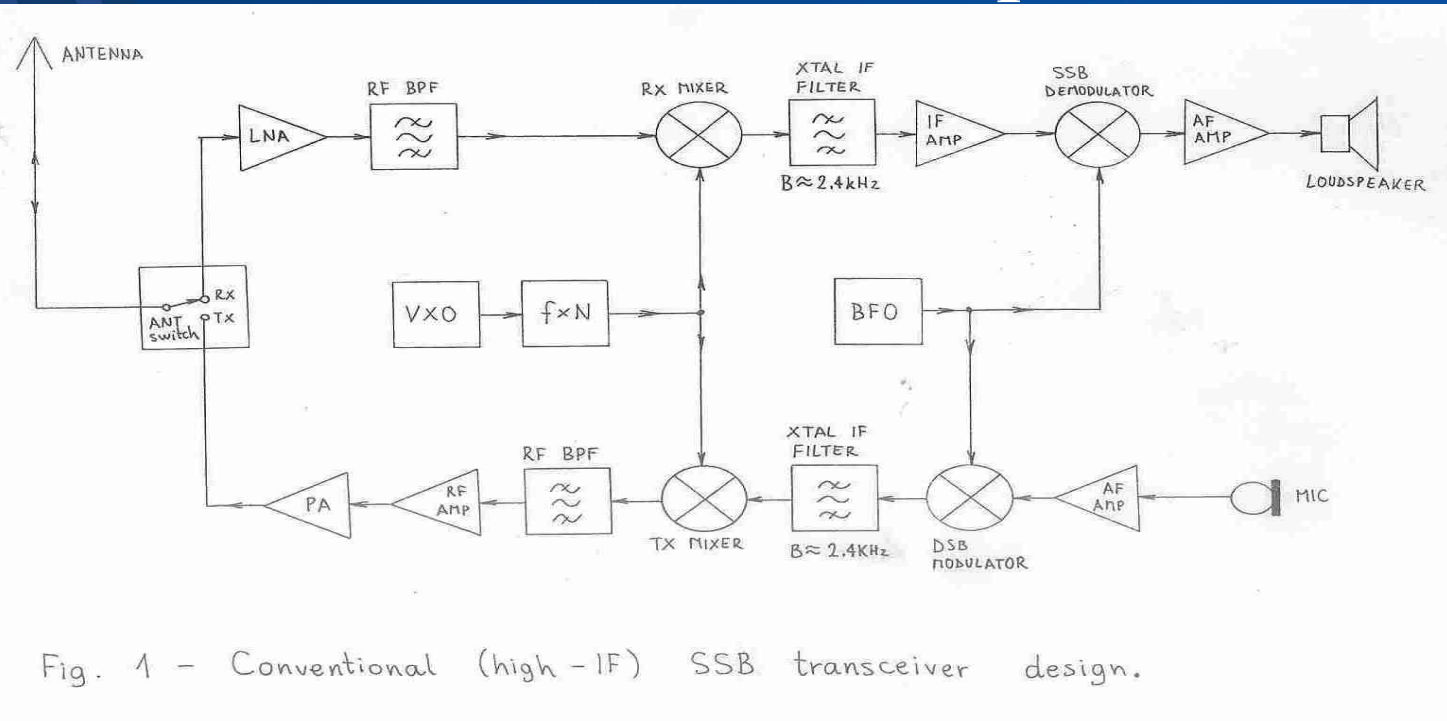 ANTENNA
LNA
RF BPF
RX MIXER
XTAL IF
FILTER
B≈2.4kHz
IF
AMP
SSB
DEMODULATOR
AF
AMP
LOUDSPEAKER
RX
TX
ANT
switch
VXO
f×N
BFO
PA
RF
AMP
RF BPF
TX MIXER
XTAL IF
FILTER
B≈2.4KHz
DSB
MODULATOR
AF
AMP
MIC
Fig. 1 - Conventional (high-IF) SSB transceiver design.